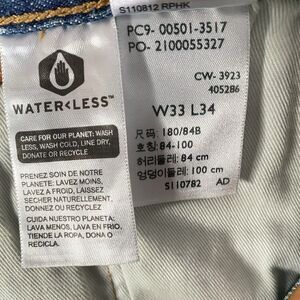 S110812 RPHK
PC9- 00501-3517
PO- 2100055327
CW- 3923
405286
W33 L34
尺码: 180/84B
호칭: 84-100
허리둘레: 84 cm
엉덩이둘레: 100 cm
S110782 AD
WATER<LESS™
CARE FOR OUR PLANET: WASH
LESS, WASH COLD, LINE DRY,
DONATE OR RECYCLE
PRENEZ SOIN DE NOTRE
PLANETE: LAVEZ MOINS,
LAVEZ A FROID, LAISSEZ
SECHER NATURELLEMENT,
DONNEZ OU RECYCLEZ
CUIDA NUESTRO PLANETA:
LAVA MENOS, LAVA EN FRIO,
TIENDE LA ROPA, DONA O
RECICLA